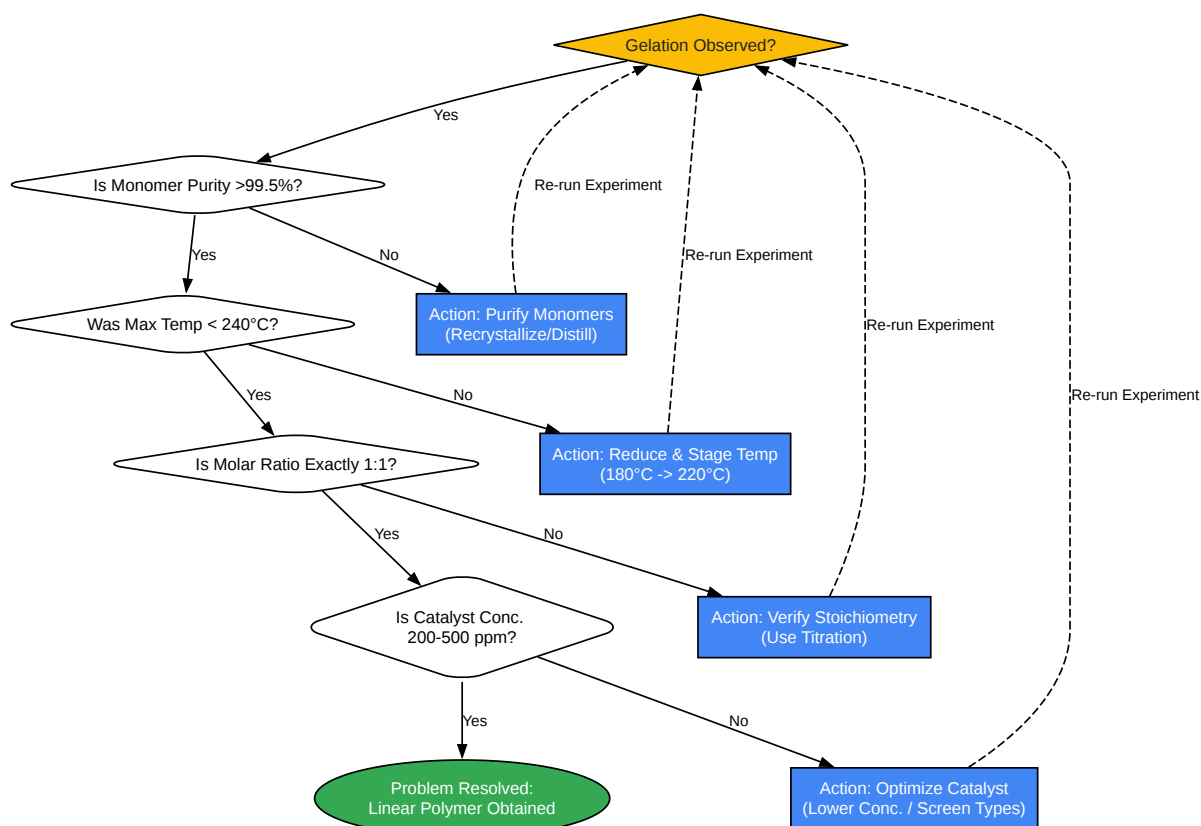 Gelation Observed?
Yes
Is Monomer Purity >99.5%?
Re-run Experiment
Yes
No
Re-run Experiment
Action: Purify Monomers
(Recrystallize/Distill)
Was Max Temp < 240°C?
Re-run Experiment
Yes
No
Re-run Experiment
Action: Reduce & Stage Temp
(180°C -> 220°C)
Is Molar Ratio Exactly 1:1?
Yes
No
Action: Verify Stoichiometry
(Use Titration)
Is Catalyst Conc.
200-500 ppm?
Yes
No
Problem Resolved:
Linear Polymer Obtained
Action: Optimize Catalyst
(Lower Conc. / Screen Types)